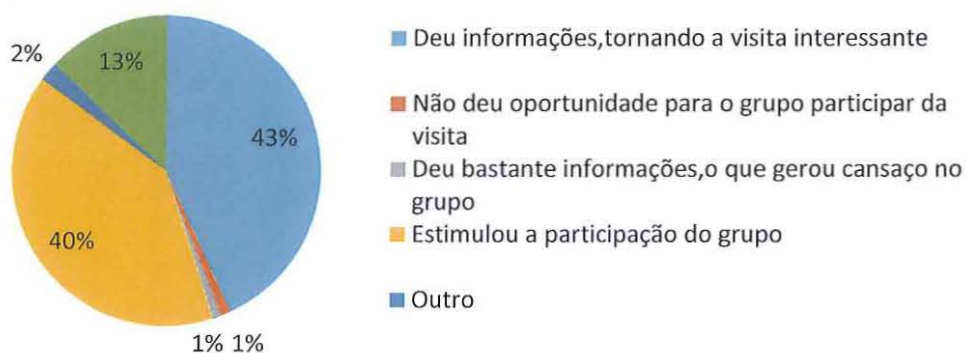 2%
13%
43%
40%
1% 1%
Deu informações,tornando a visita interessante
Não deu oportunidade para o grupo participar da
visita
Deu bastante informações,o que gerou cansaço no
grupo
Estimulou a participação do grupo
Outro